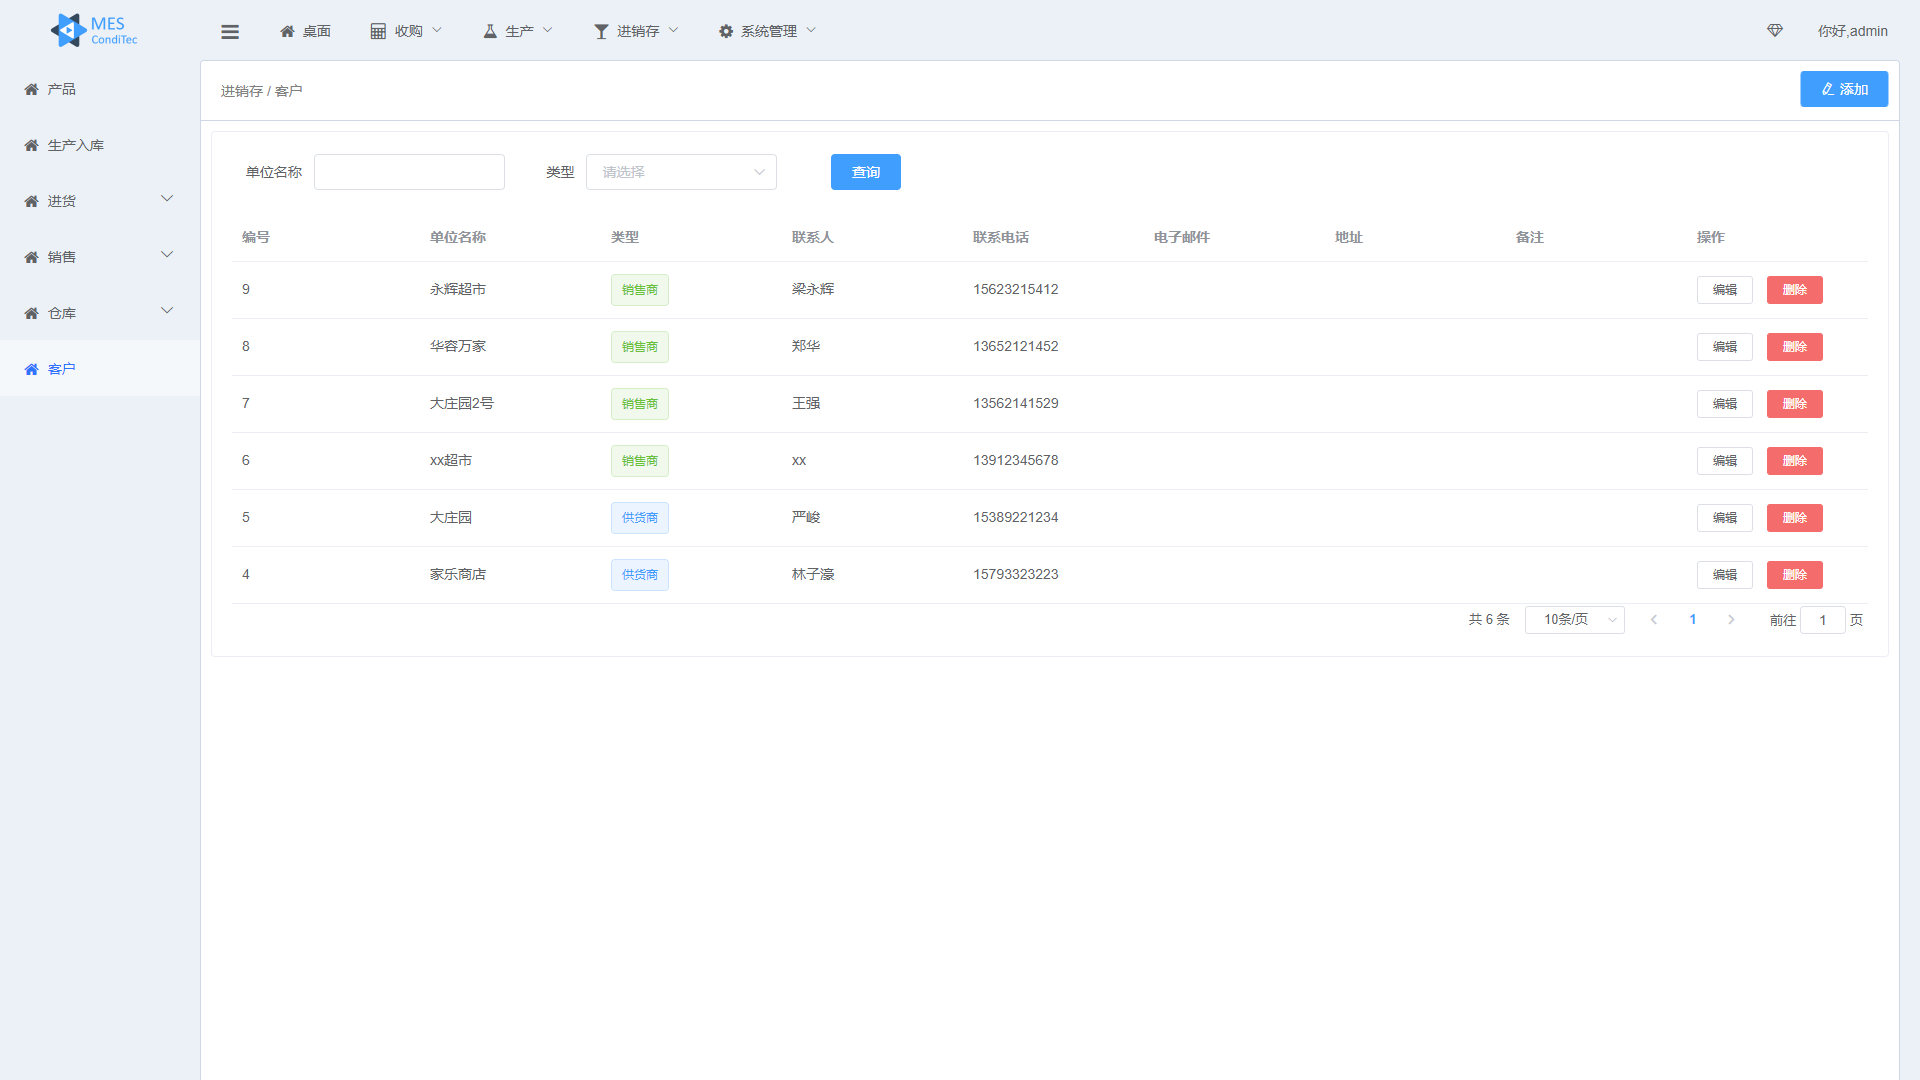 MES
CondiTec
桌面
收购
生产
进销存
系统管理
你好,admin
产品
生产入库
进货
销售
仓库
客户
进销存 / 客户
添加
单位名称
类型
请选择
查询
编号 单位名称 类型 联系人 联系电话 电子邮件 地址 备注 操作
9 永辉超市 销售商 梁永辉 15623215412 编辑 删除
8 华容万家 销售商 郑华 13652121452 编辑 删除
7 大庄园2号 销售商 王强 13562141529 编辑 删除
6 xx超市 销售商 xx 13912345678 编辑 删除
5 大庄园 供货商 严峻 15389221234 编辑 删除
4 家乐商店 供货商 林子濠 15793323223 编辑 删除
共 6 条 10条/页 1 前往 1 页